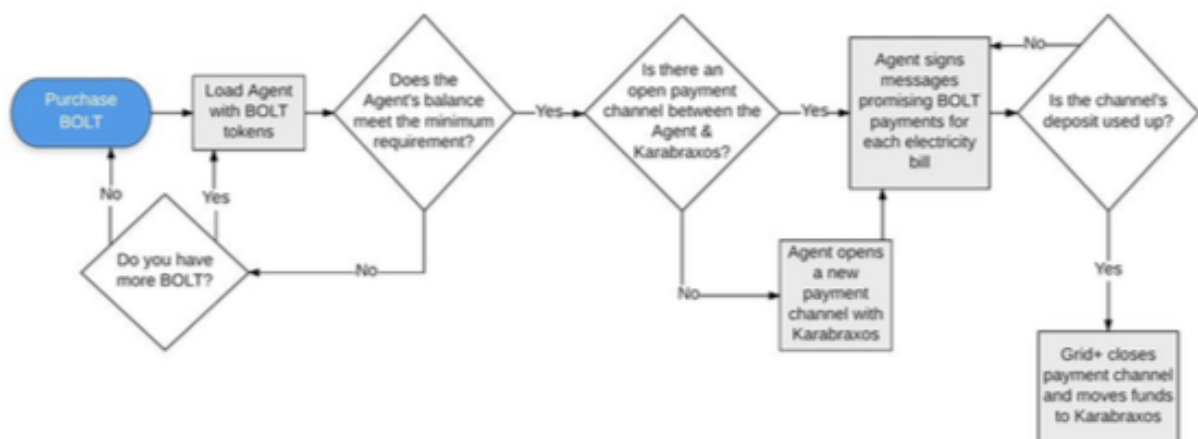 Purchase
BOLT
Load Agent
with BOLT
tokens
Does the
Agent's balance
meet the minimum
requirement?
Yes
Is there an
open payment
channel between the
Agent &
Karabraxos?
Yes
Agent signs
messages
promising BOLT
payments for
each electricity
bill
No
Is the channel's
deposit used up?
No
Yes
Do you have
more BOLT?
No
No
Agent opens
a new
payment
channel with
Karabraxos
Yes
Grid+ closes
payment channel
and moves funds
to Karabraxos